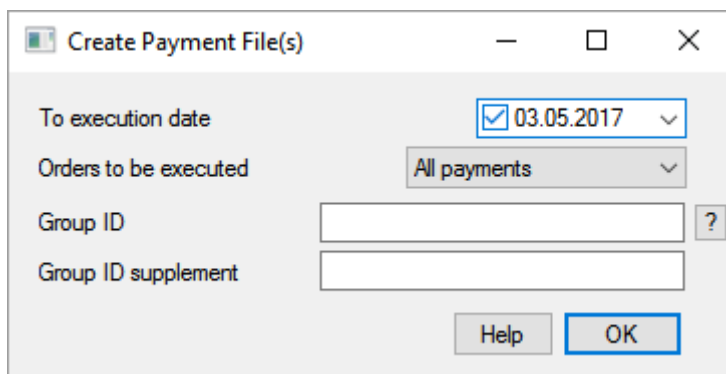 Create Payment File(s)
To execution date 03.05.2017
Orders to be executed All payments
Group ID ?
Group ID supplement
Help OK